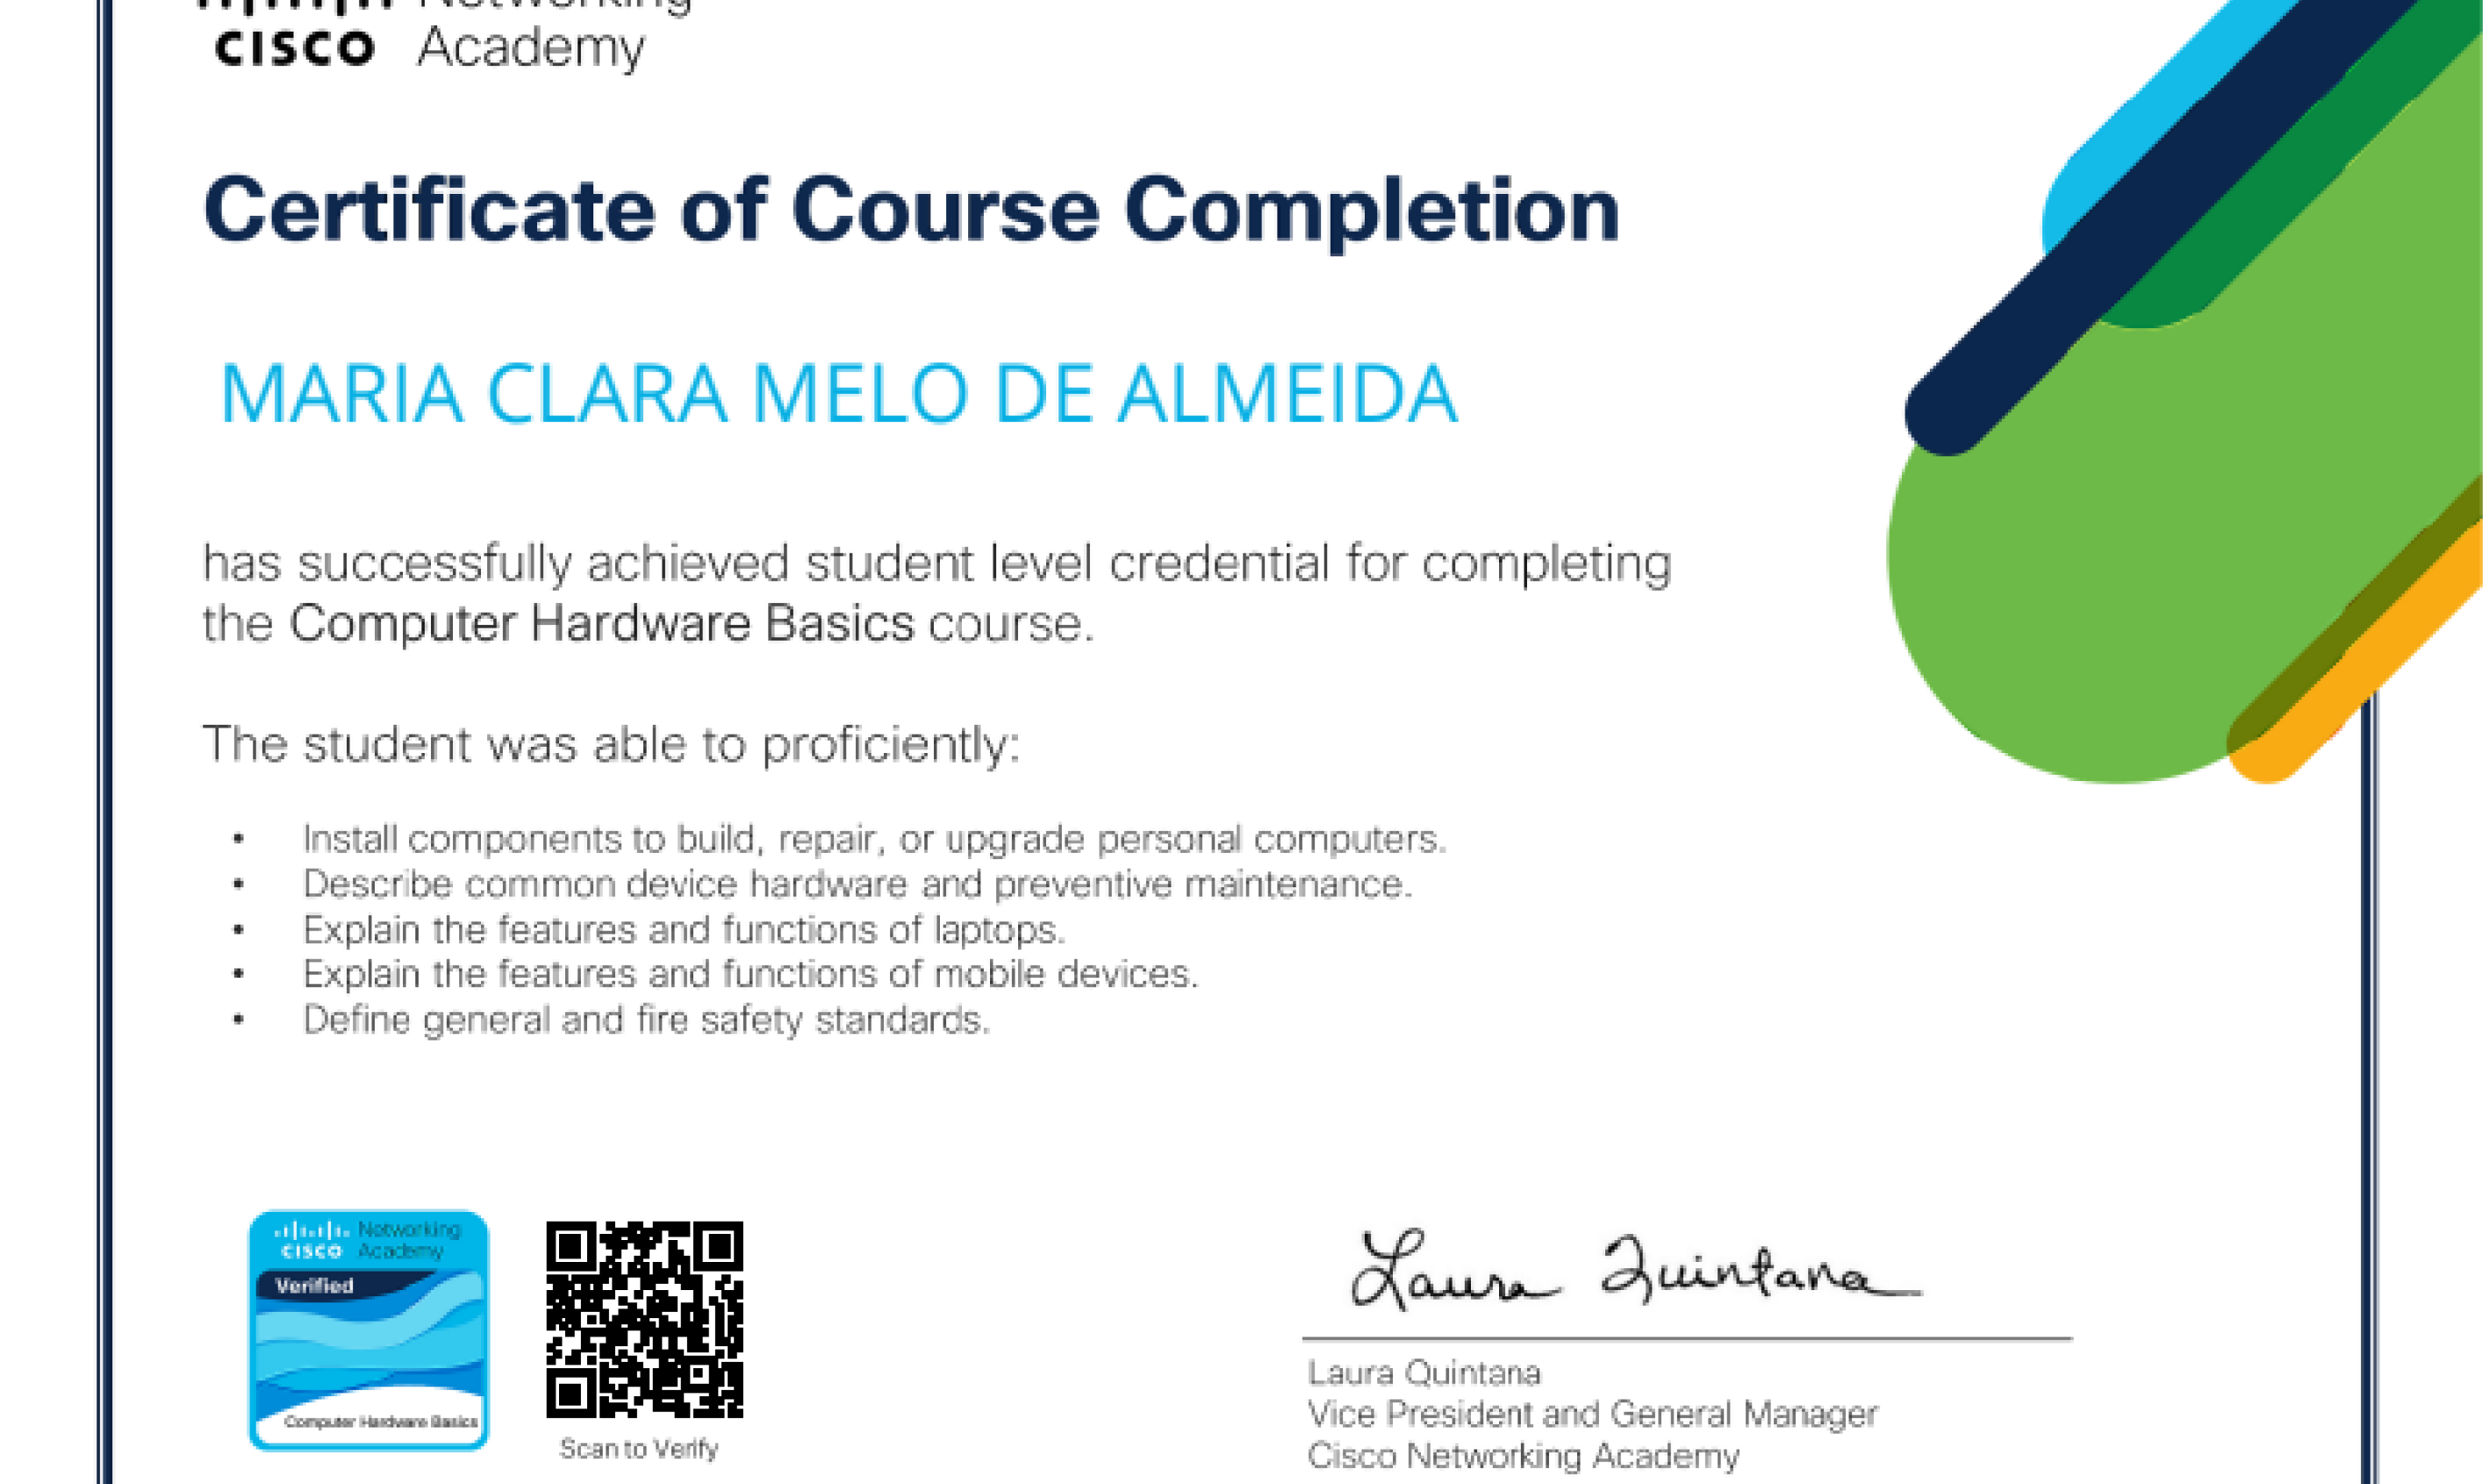 Networking
CISCO Academy
Certificate of Course Completion
MARIA CLARA MELO DE ALMEIDA
has successfully achieved student level credential for completing
the Computer Hardware Basics course.
The student was able to proficiently:
• Install components to build, repair, or upgrade personal computers.
• Describe common device hardware and preventive maintenance.
• Explain the features and functions of laptops.
• Explain the features and functions of mobile devices.
• Define general and fire safety standards.
Networking
CISCO Academy
Verified
Computer Hardware Basics
Scan to Verify
Laura Quintana
Laura Quintana
Vice President and General Manager
Cisco Networking Academy